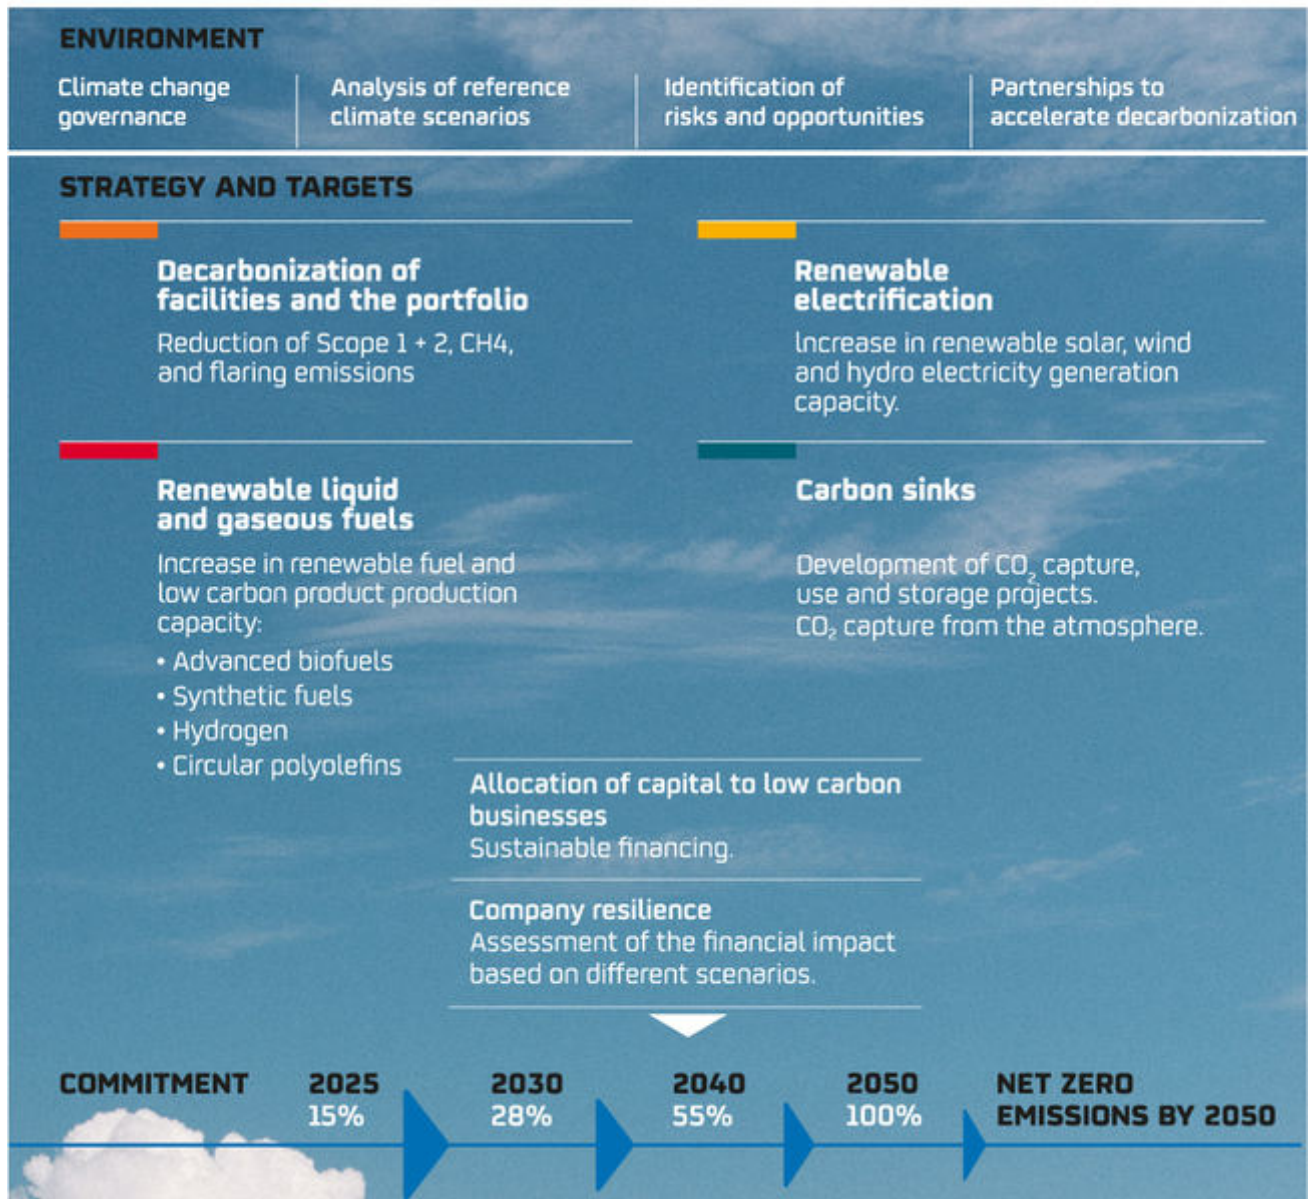 ENVIRONMENT
Climate change
governance
Analysis of reference
climate scenarios
Identification of
risks and opportunities
Partnerships to
accelerate decarbonization
STRATEGY AND TARGETS
Decarbonization of
facilities and the portfolio
Reduction of Scope 1 + 2, CH4,
and flaring emissions
Renewable
electrification
Increase in renewable solar, wind
and hydro electricity generation
capacity.
Renewable liquid
and gaseous fuels
Increase in renewable fuel and
low carbon product production
capacity:
• Advanced biofuels
• Synthetic fuels
• Hydrogen
• Circular polyolefins
Carbon sinks
Development of CO₂ capture,
use and storage projects.
CO₂ capture from the atmosphere.
Allocation of capital to low carbon
businesses
Sustainable financing.
Company resilience
Assessment of the financial impact
based on different scenarios.
COMMITMENT
2025
15%
2030
28%
2040
55%
2050
100%
NET ZERO
EMISSIONS BY 2050